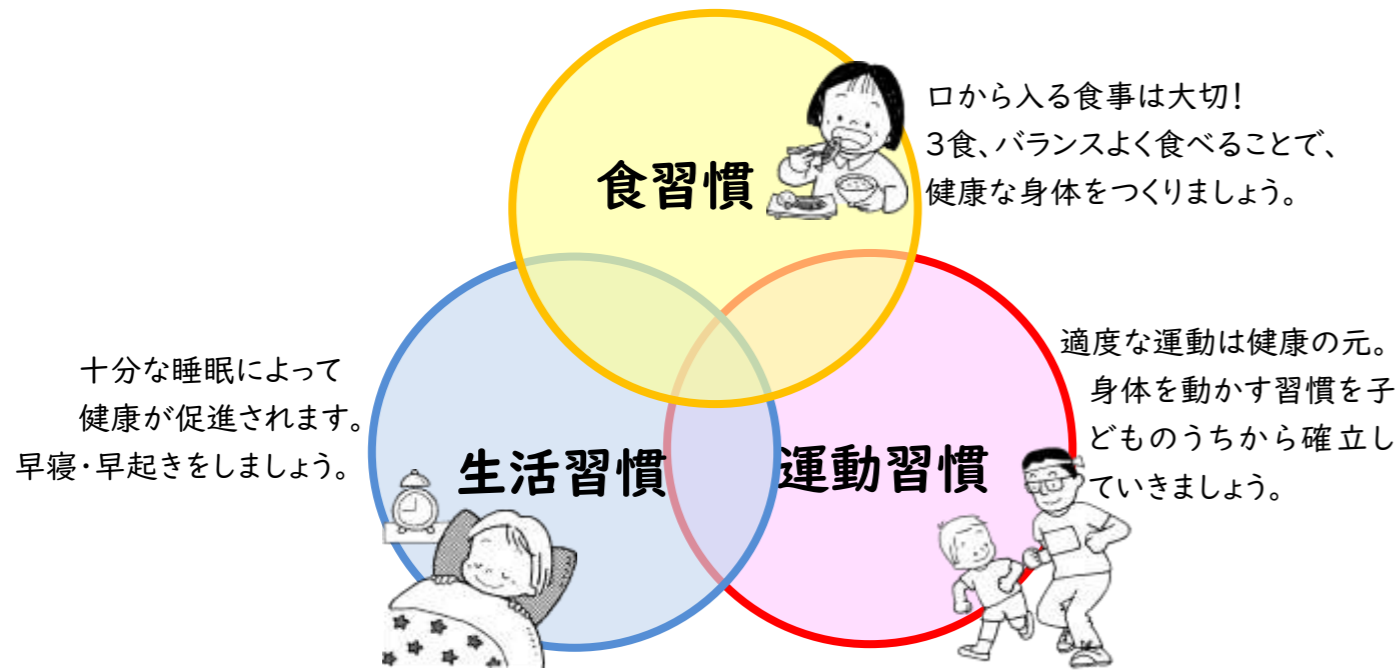 食習慣
口から入る食事は大切!
3食、バランスよく食べることで、
健康な身体をつくりましょう。
十分な睡眠によって
健康が促進されます。
早寝・早起きをしましょう。
生活習慣
運動習慣
適度な運動は健康の元。
身体を動かす習慣を子
どものうちから確立し
ていきましょう。